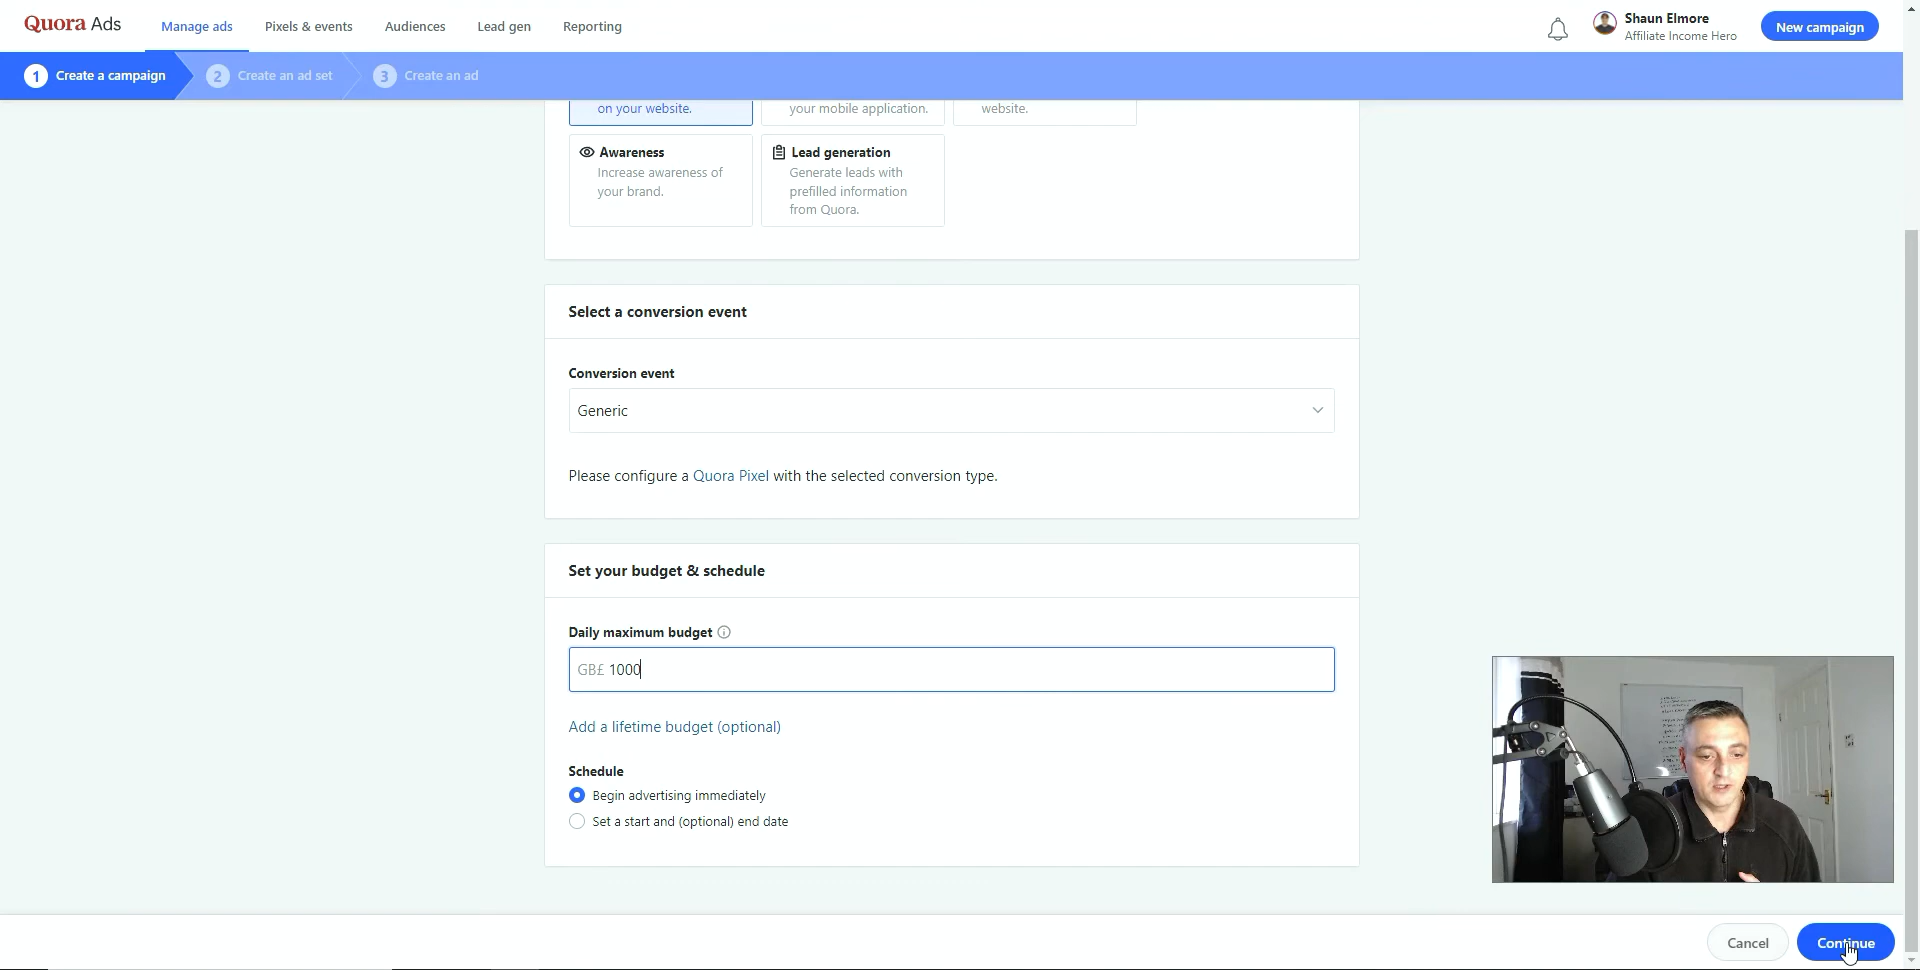 Quora Ads
Manage ads
Pixels & events
Audiences
Lead gen
Reporting
Shaun Elmore
Affiliate Income Hero
New campaign
1 Create a campaign
2 Create an ad set
3 Create an ad
on your website.
your mobile application.
website.
Awareness
Increase awareness of
your brand.
Lead generation
Generate leads with
prefilled information
from Quora.
Select a conversion event
Conversion event
Generic
Please configure a Quora Pixel with the selected conversion type.
Set your budget & schedule
Daily maximum budget
GB£ 1000
Add a lifetime budget (optional)
Schedule
Begin advertising immediately
Set a start and (optional) end date
Cancel
Continue